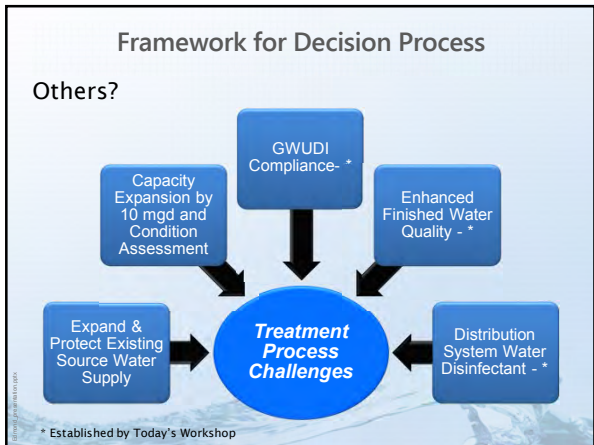 Framework for Decision Process
Others?
GWUDI
Compliance- *
Capacity
Expansion by
10 mgd and
Condition
Assessment
Enhanced
Finished Water
Quality - *
Expand &
Protect Existing
Source Water
Supply
Treatment
Process
Challenges
Distribution
System Water
Disinfectant - *
* Established by Today's Workshop